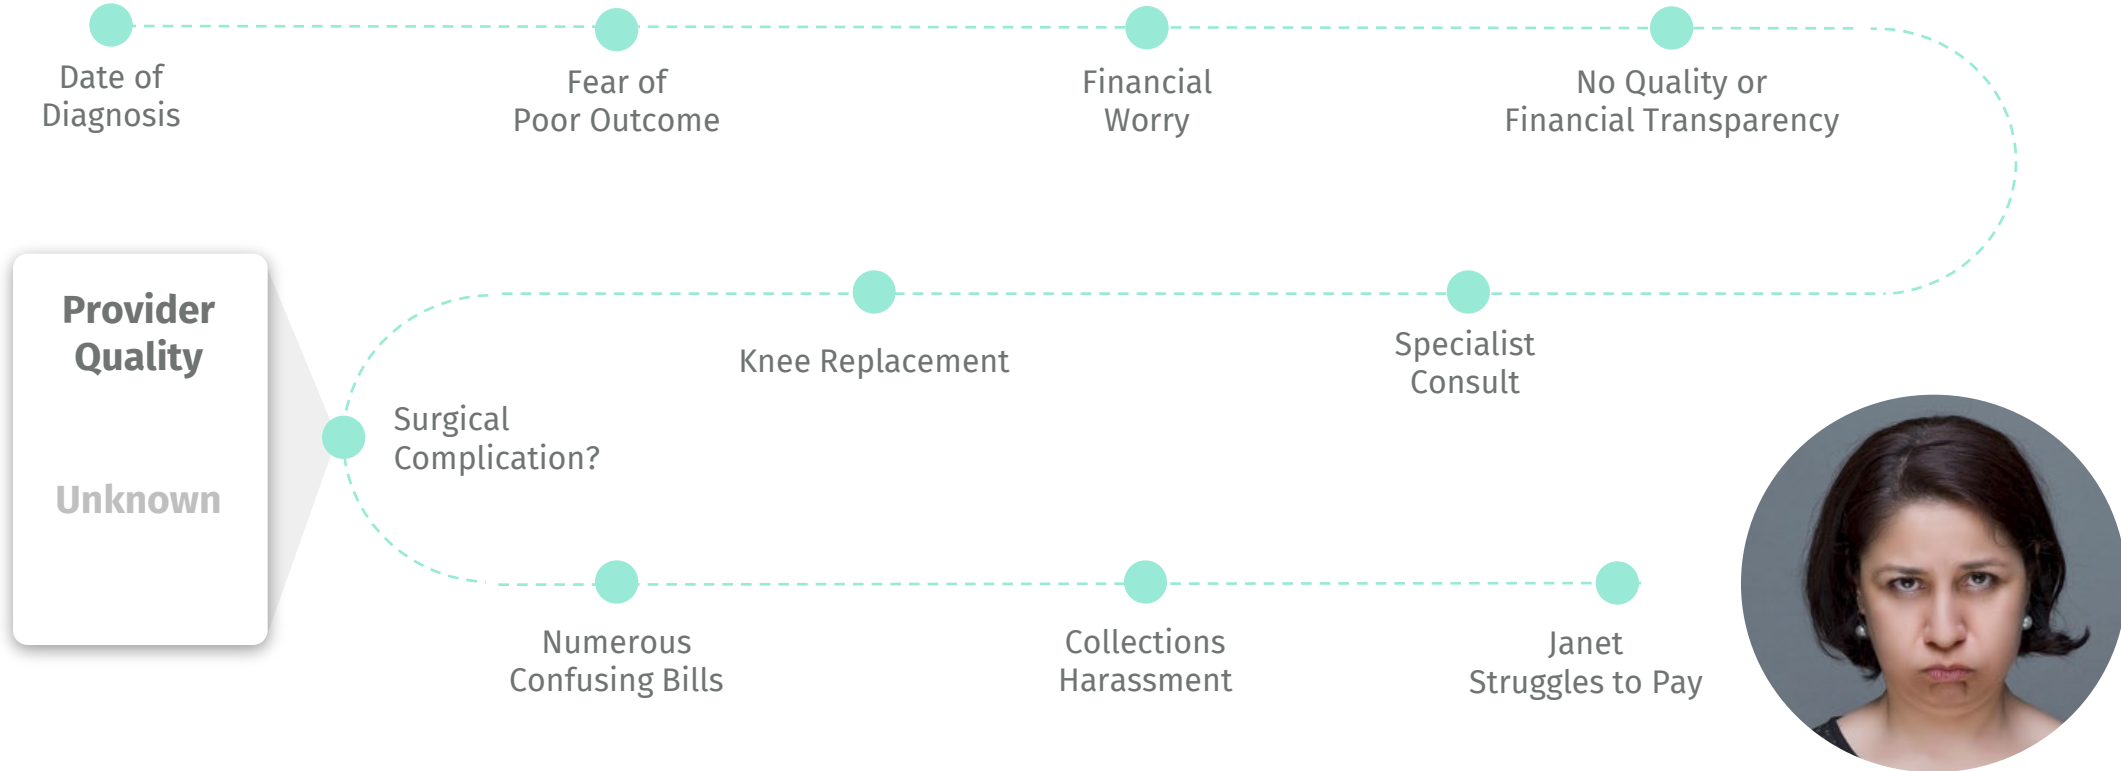 Date of
Diagnosis
Fear of
Poor Outcome
Financial
Worry
No Quality or
Financial Transparency
Specialist
Consult
Knee Replacement
Surgical
Complication?
Provider
Quality
Unknown
Numerous
Confusing Bills
Collections
Harassment
Janet
Struggles to Pay